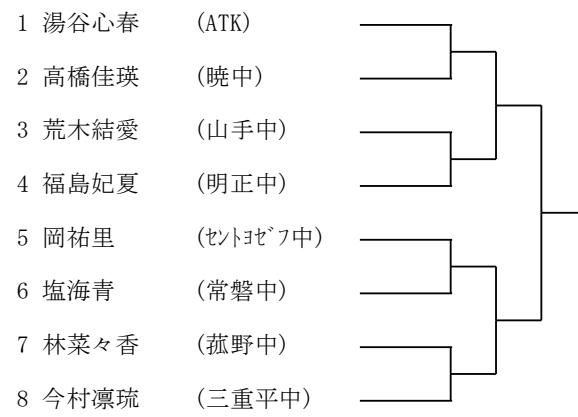 1 湯谷心春 (ATK)
2 高橋佳瑛 (暁中)
3 荒木結愛 (山手中)
4 福島妃夏 (明正中)
5 岡祐里 (ｾﾝﾄﾖｾﾞﾌ中)
6 塩海青 (常磐中)
7 林菜々香 (菰野中)
8 今村凛琉 (三重平中)